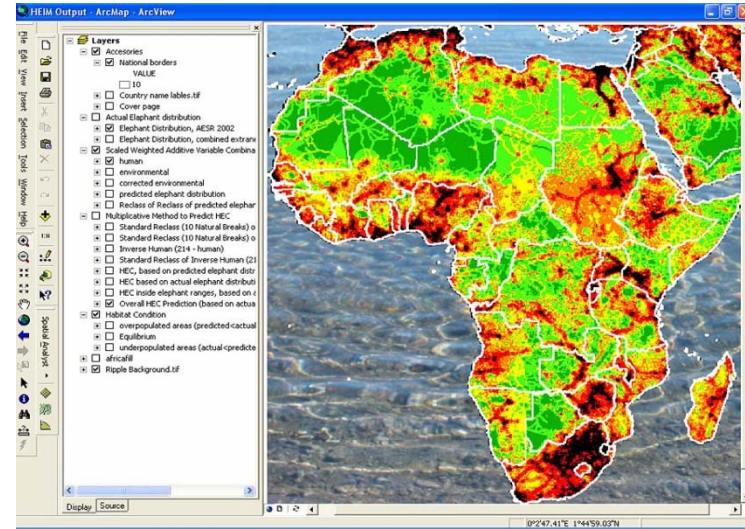 HEIM Output - ArcMap - ArcView
File
Edit
View
Insert
Selection
Tools
Window
Help
Spatial Analyst
Layers
Accesories
National borders
VALUE
10
Country name lables.tif
Cover page
Actual Elephant distribution
Elephant Distribution, AESR 2002
Elephant Distribution, combined extrane
Scaled Weighted Additive Variable Combina
human
environmental
corrected environmental
predicted elephant distribution
Reclass of Reclass of predicted elephar
Multiplicative Method to Predict HEC
Standard Reclass (10 Natural Breaks) o
Standard Reclass (10 Natural Breaks) o
Inverse Human (214 - human)
Standard Reclass of Inverse Human (21
HEC, based on predicted elephant distr
HEC based on actual elephant distributi
HEC inside elephant ranges, based on
Overall HEC Prediction (based on actua
Habitat Condition
overpopulated areas (predicted<actual
Equilibrium
underpopulated areas (actual<predicte
africafill
Ripple Background.tif
Display
Source
0°2'47.41"E 1°44'59.03"N